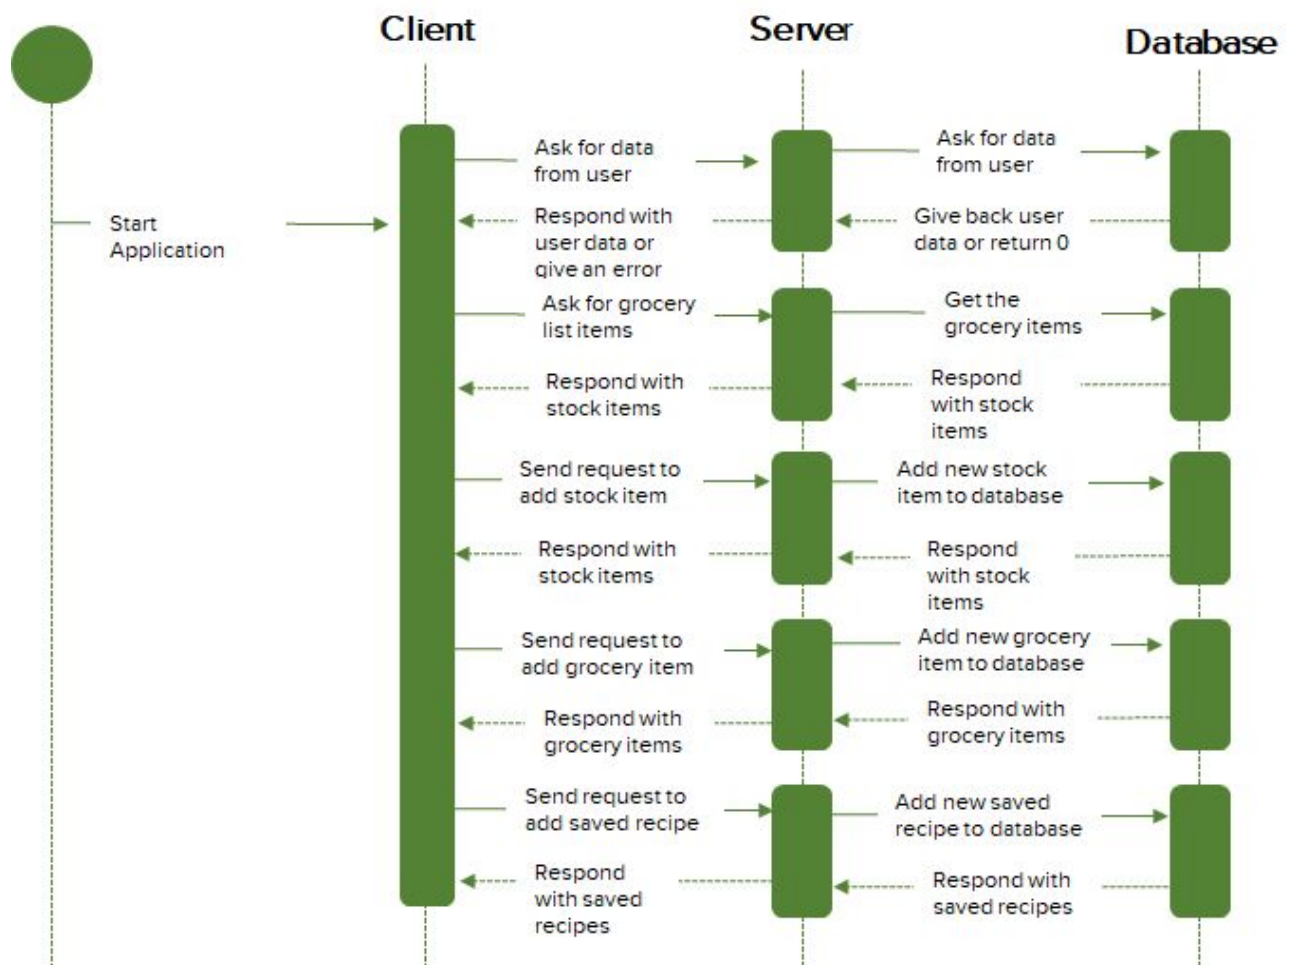 Client
Server
Database
Ask for data
from user
Ask for data
from user
Start
Application
Respond with
user data or
give an error
Give back user
data or return 0
Ask for grocery
list items
Get the
grocery items
Respond with
stock items
Respond
with stock
items
Send request to
add stock item
Add new stock
item to database
Respond with
stock items
Respond
with stock
items
Send request to
add grocery item
Add new grocery
item to database
Respond with
grocery items
Respond with
grocery items
Send request to
add saved recipe
Add new saved
recipe to database
Respond
with saved
recipes
Respond with
saved recipes